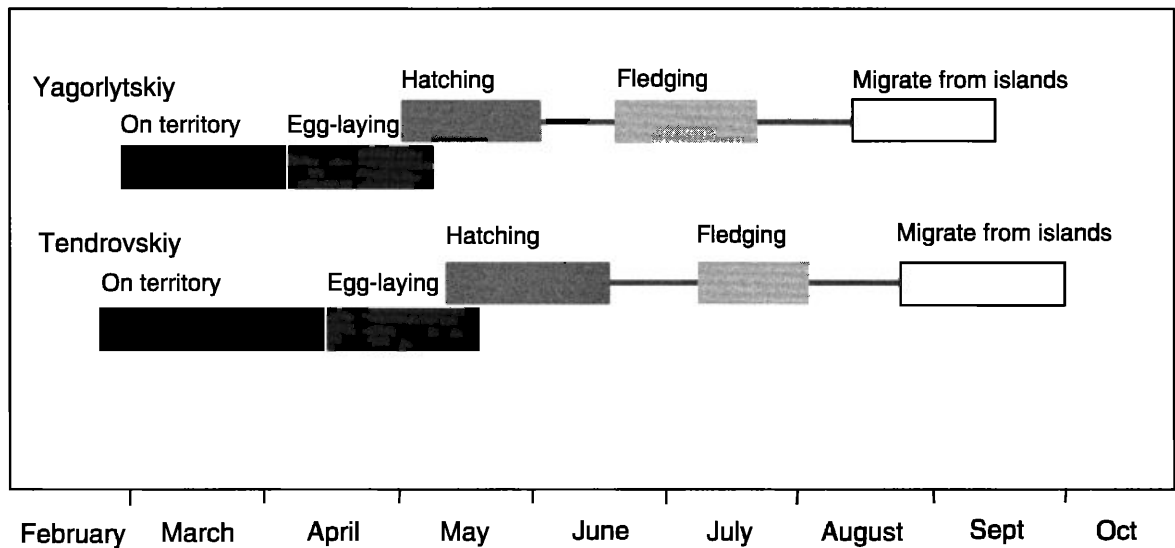 Yagorlytskiy
Hatching
Fledging
Migrate from islands
On territory
Egg-laying
Tendrovskiy
Hatching
Fledging
Migrate from islands
On territory
Egg-laying
February March April May June July August Sept Oct